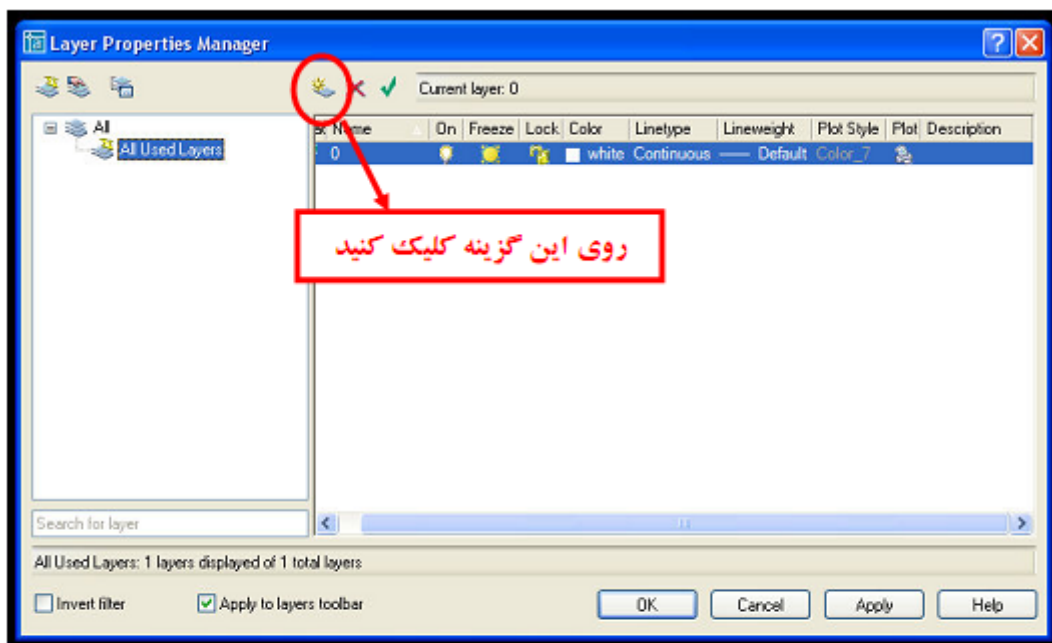 Layer Properties Manager
Current layer: 0
All
All Used Layers
Name On Freeze Lock Color Linetype Lineweight Plot Style Plot Description
0 white Continuous Default Color_7
روی این گزینه کلیک کنید
Search for layer
All Used Layers: 1 layers displayed of 1 total layers
Invert filter Apply to layers toolbar OK Cancel Apply Help